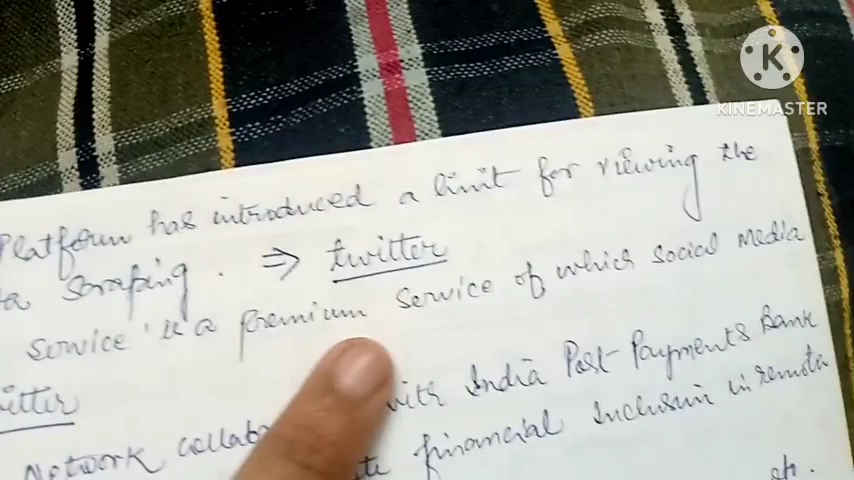 KINEMASTER
Platform has introduced a limit for viewing the
scraping. ⇒ twitter
service is a premium service of which social media
Network with India Post Payments Bank
financial inclusion in remote